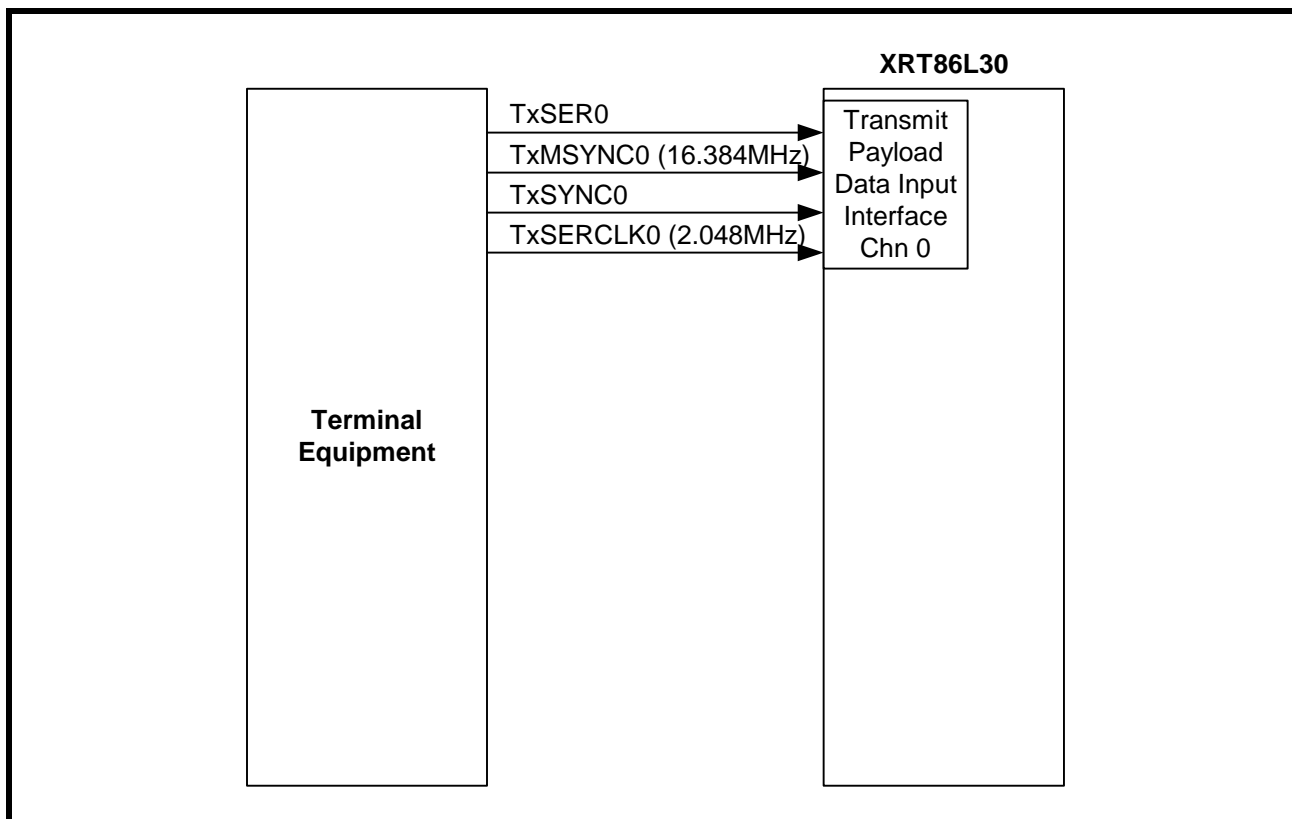 XRT86L30
TxSER0
TxMSYNC0 (16.384MHz)
TxSYNC0
TxSERCLK0 (2.048MHz)
Transmit
Payload
Data Input
Interface
Chn 0
Terminal
Equipment